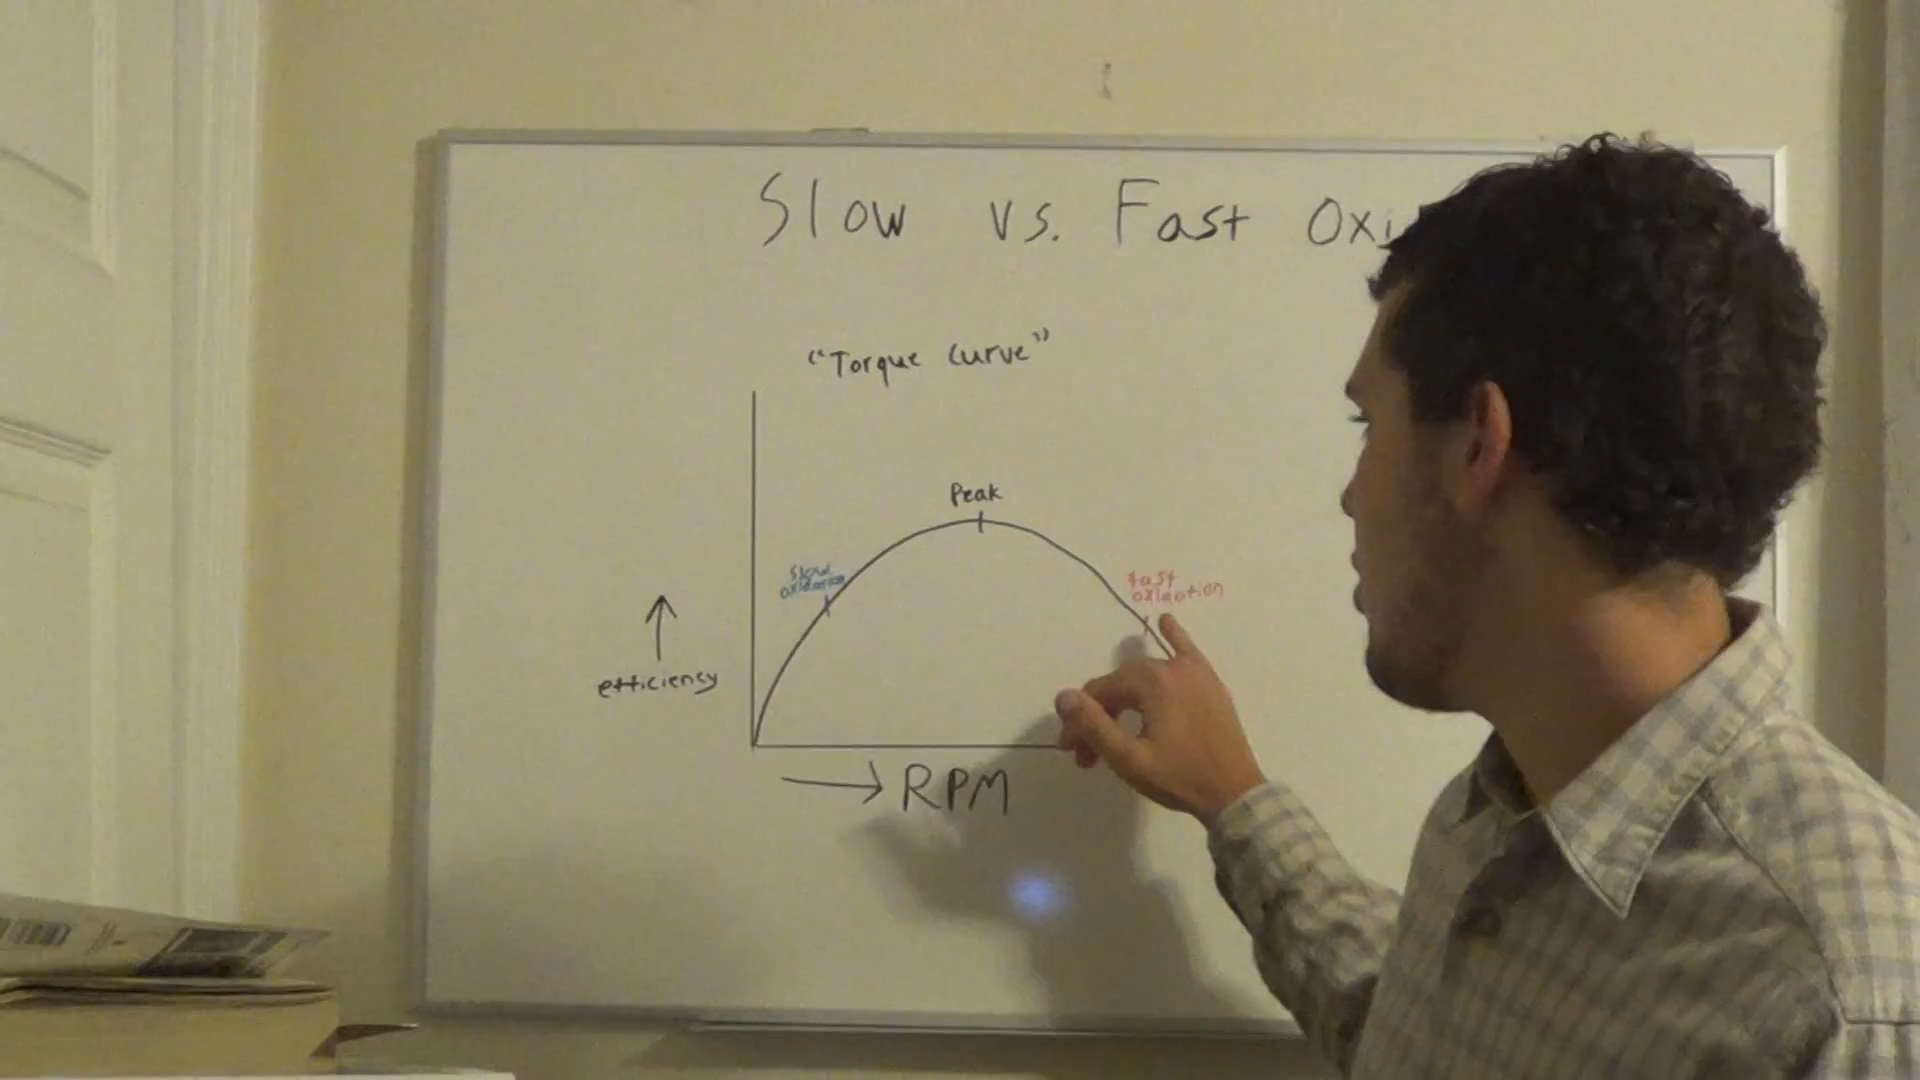 Slow vs. Fast Oxi
“Torque Curve”
Peak
Slow
oxidation
fast
oxidation
efficiency
RPM